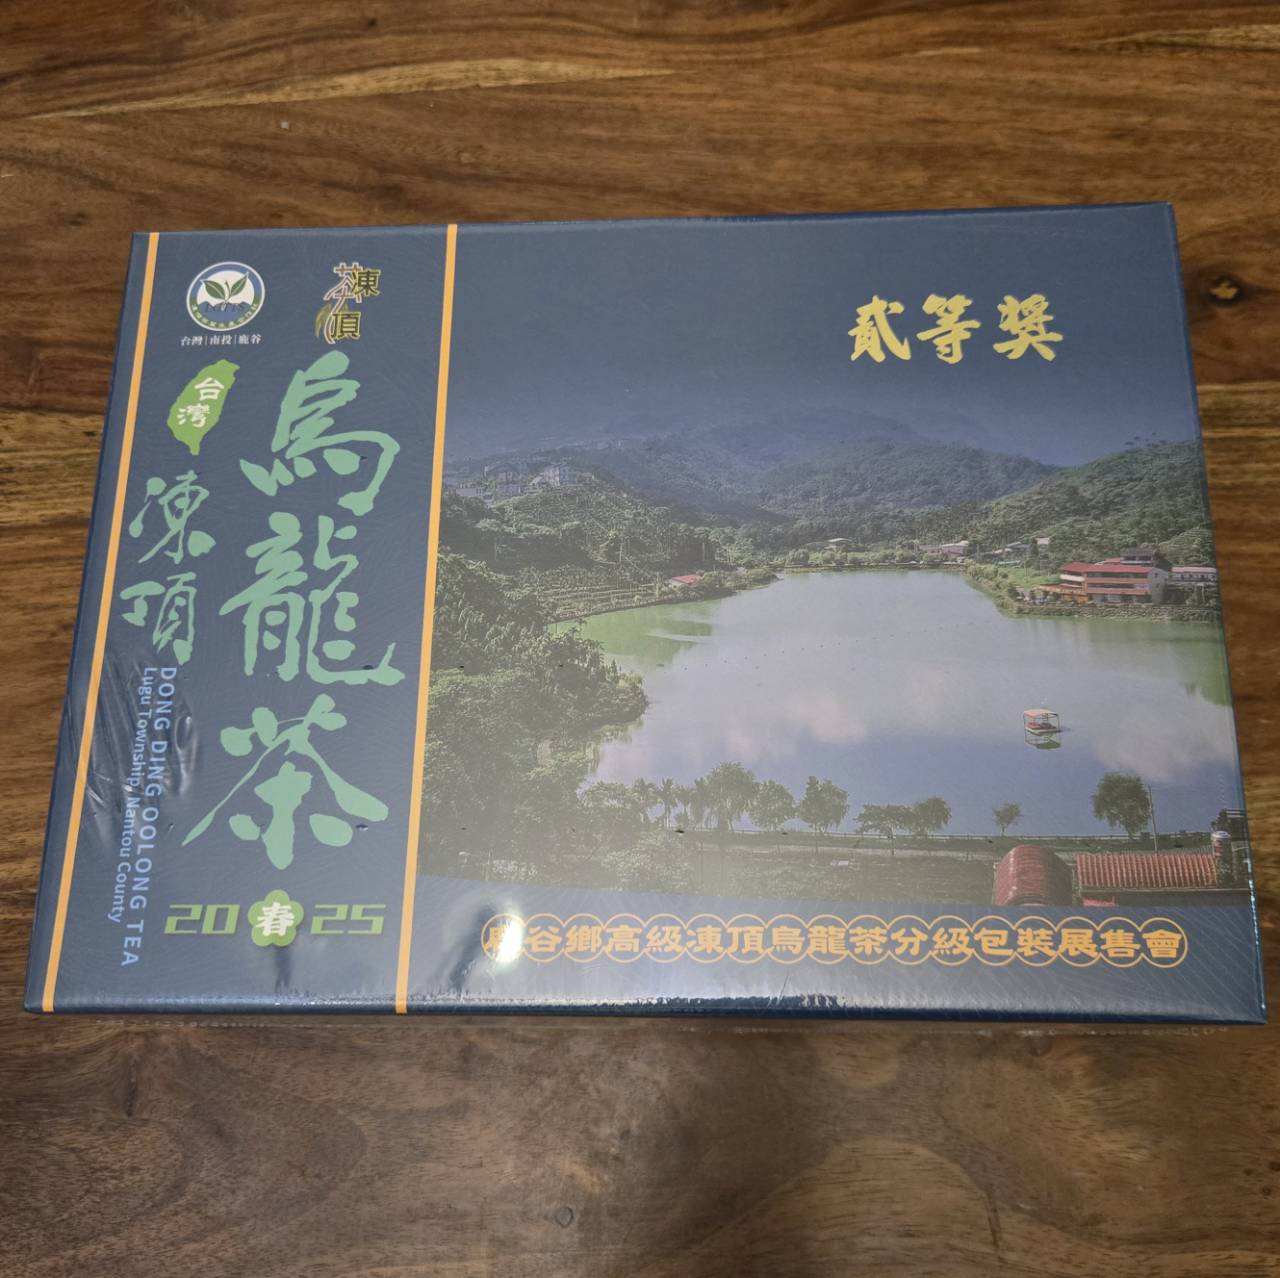 台灣|南投|鹿谷
凍頂茶
台灣
凍頂
烏龍茶
DONG DING OOLONG TEA
Lugu Township, Nantou County
20春25
貳等獎
鹿谷鄉高級凍頂烏龍茶分級包裝展售會